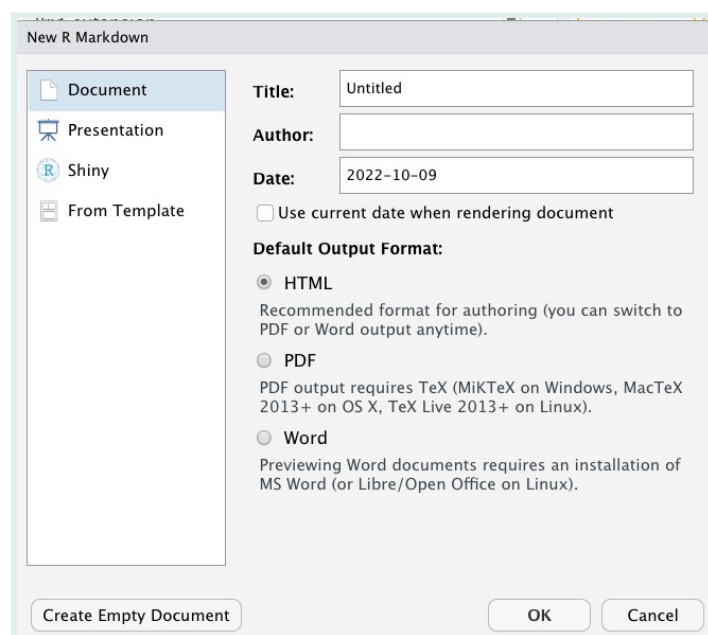 New R Markdown
Document
Presentation
Shiny
From Template
Title:
Untitled
Author:
Date:
2022-10-09
Use current date when rendering document
Default Output Format:
HTML
Recommended format for authoring (you can switch to
PDF or Word output anytime).
PDF
PDF output requires TeX (MiKTeX on Windows, MacTeX
2013+ on OS X, TeX Live 2013+ on Linux).
Word
Previewing Word documents requires an installation of
MS Word (or Libre/Open Office on Linux).
Create Empty Document
OK
Cancel